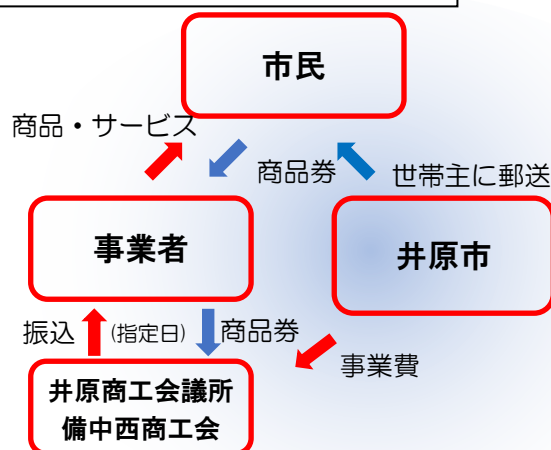 市民
商品・サービス
商品券
世帯主に郵送
事業者
井原市
振込
(指定日)
商品券
事業費
井原商工会議所
備中西商工会